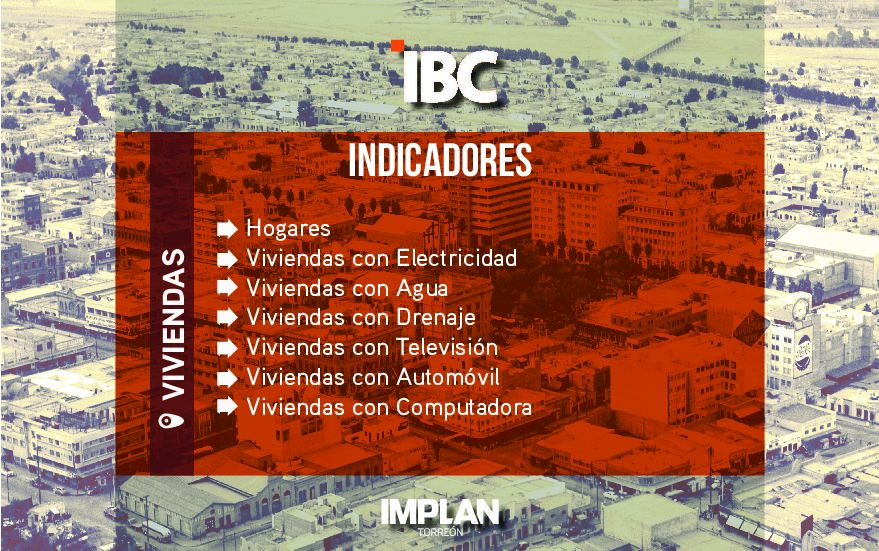 IBC
INDICADORES
VIVIENDAS
Hogares
Viviendas con Electricidad
Viviendas con Agua
Viviendas con Drenaje
Viviendas con Televisión
Viviendas con Automóvil
Viviendas con Computadora
IMPLAN
TORREÓN